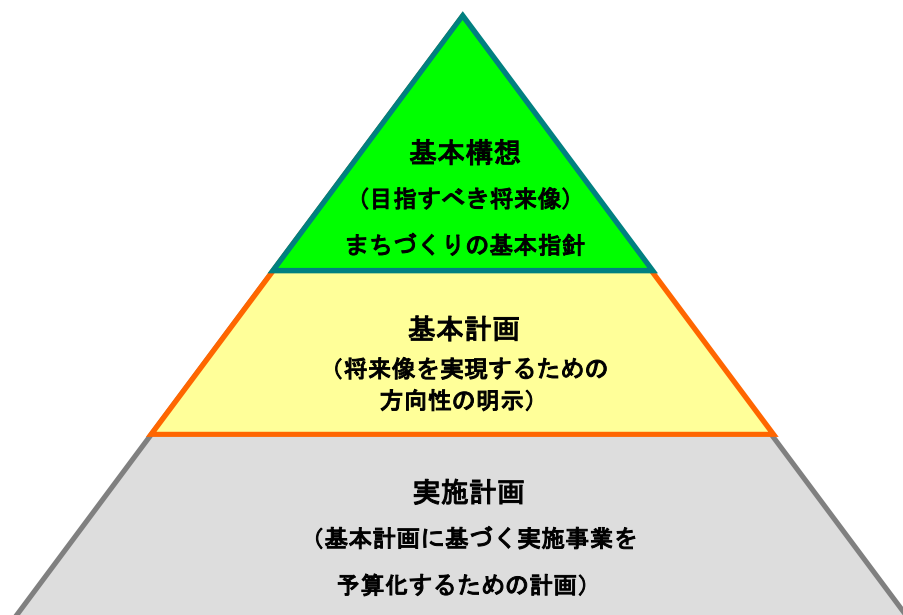 基本構想
(目指すべき将来像)
まちづくりの基本指針
基本計画
（将来像を実現するための
方向性の明示）
実施計画
（基本計画に基づく実施事業を
予算化するための計画）